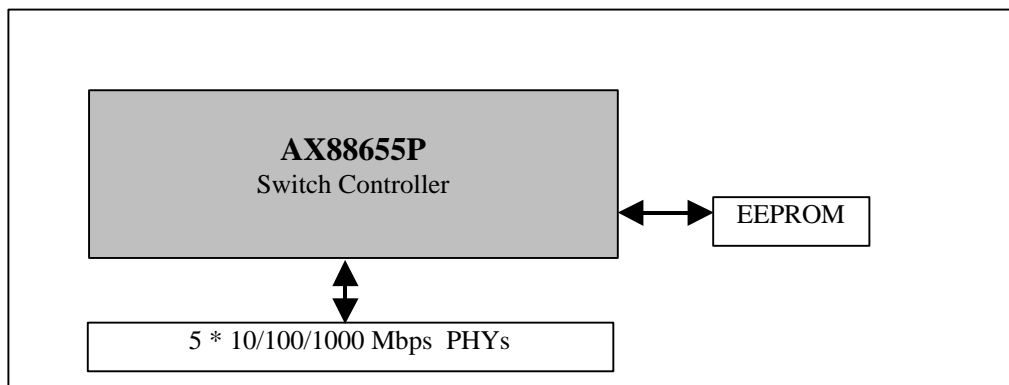 AX88655P
Switch Controller
EEPROM
5 * 10/100/1000 Mbps PHYs